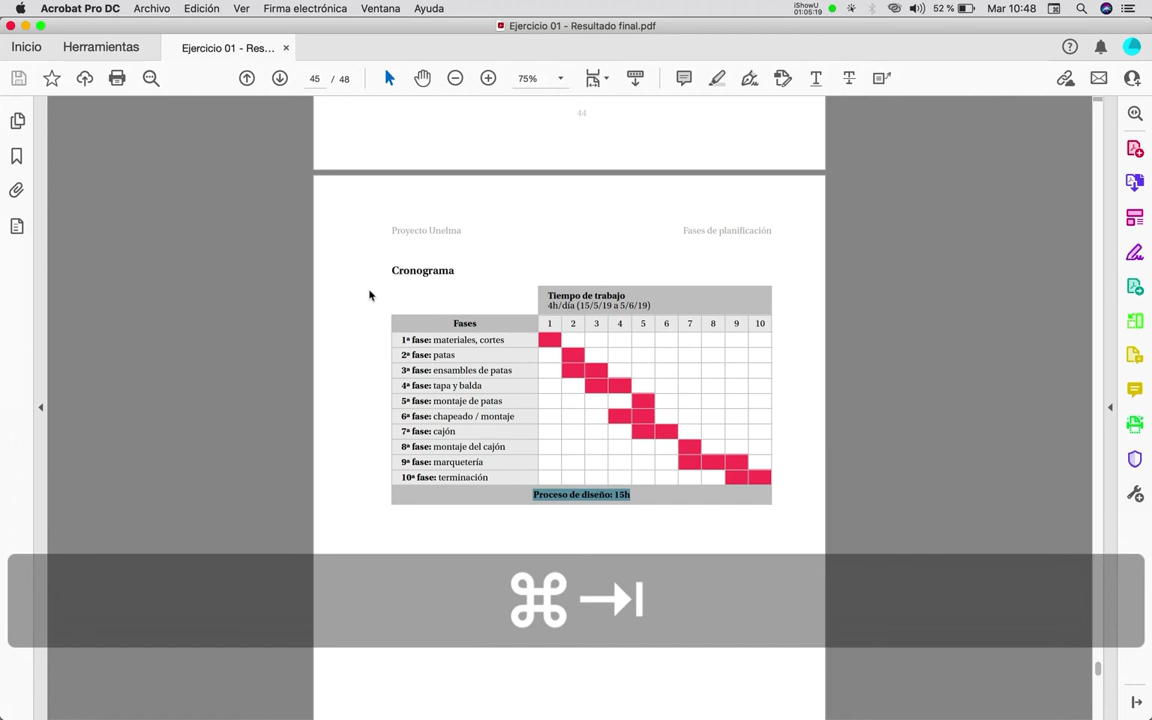 Acrobat Pro DC Archivo Edición Ver Firma electrónica Ventana Ayuda
iShowU
01:05:19
52 % Mar 10:48
Ejercicio 01 - Resultado final.pdf
Inicio Herramientas Ejercicio 01 - Res... ×
45 / 48 75%
44
Proyecto Unelma Fases de planificación
Cronograma
Tiempo de trabajo
4h/día (15/5/19 a 5/6/19)
Fases 1 2 3 4 5 6 7 8 9 10
1ª fase: materiales, cortes
2ª fase: patas
3ª fase: ensambles de patas
4ª fase: tapa y balda
5ª fase: montaje de patas
6ª fase: chapeado / montaje
7ª fase: cajón
8ª fase: montaje del cajón
9ª fase: marquetería
10ª fase: terminación
Proceso de diseño: 15h
⌘⇥